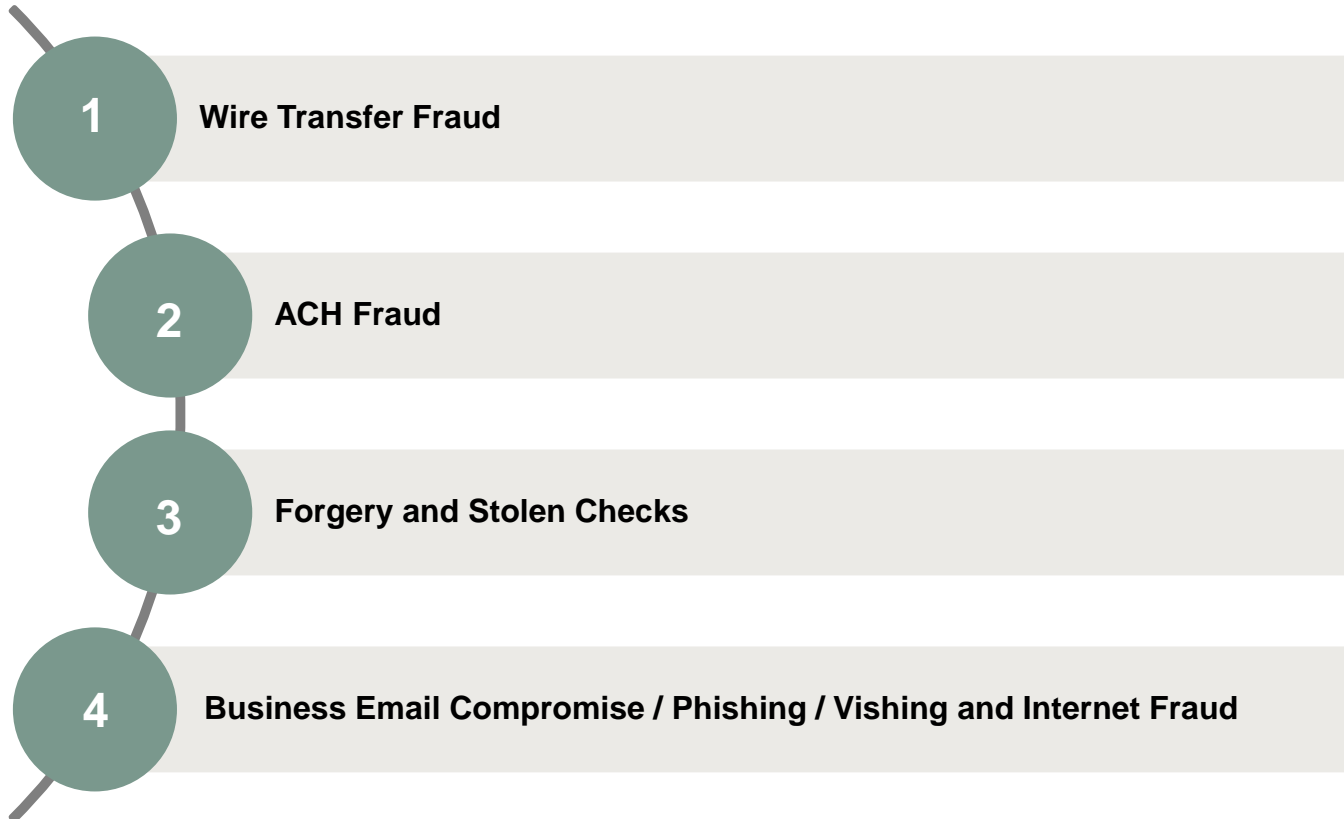 1
Wire Transfer Fraud
2
ACH Fraud
3
Forgery and Stolen Checks
4
Business Email Compromise / Phishing / Vishing and Internet Fraud